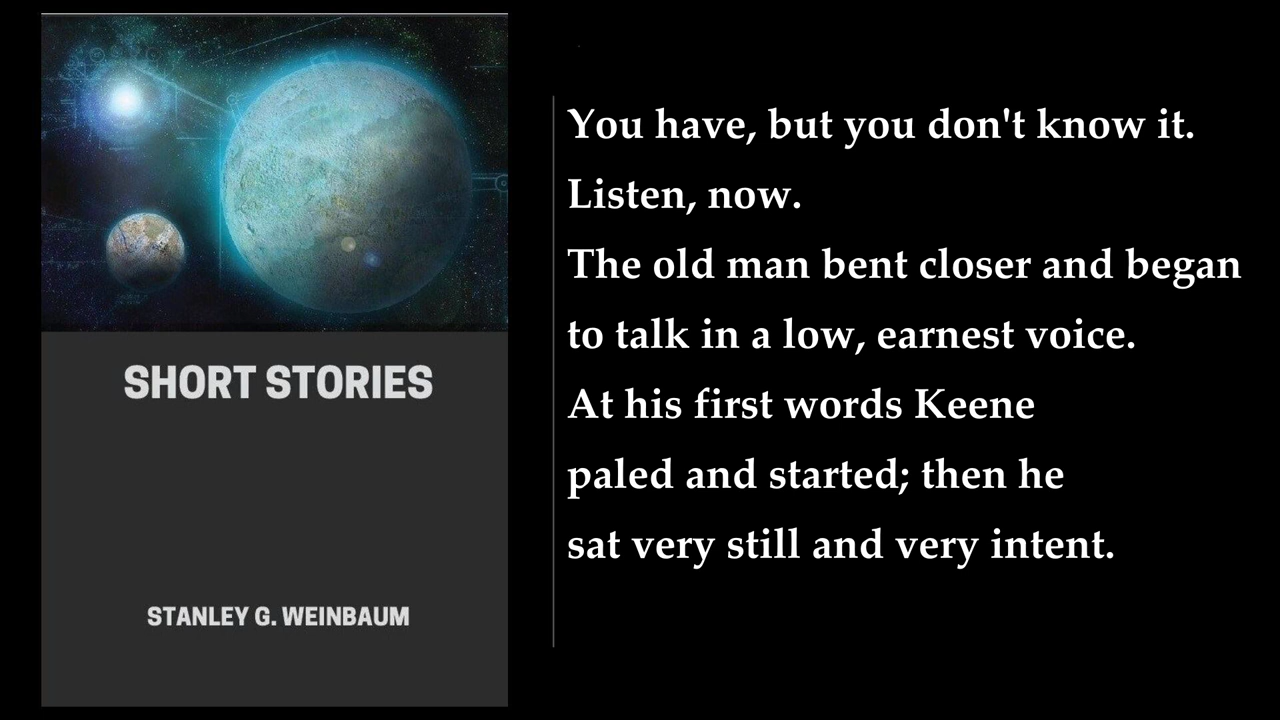 SHORT STORIES
STANLEY G. WEINBAUM
You have, but you don't know it.
Listen, now.
The old man bent closer and began
to talk in a low, earnest voice.
At his first words Keene
paled and started; then he
sat very still and very intent.